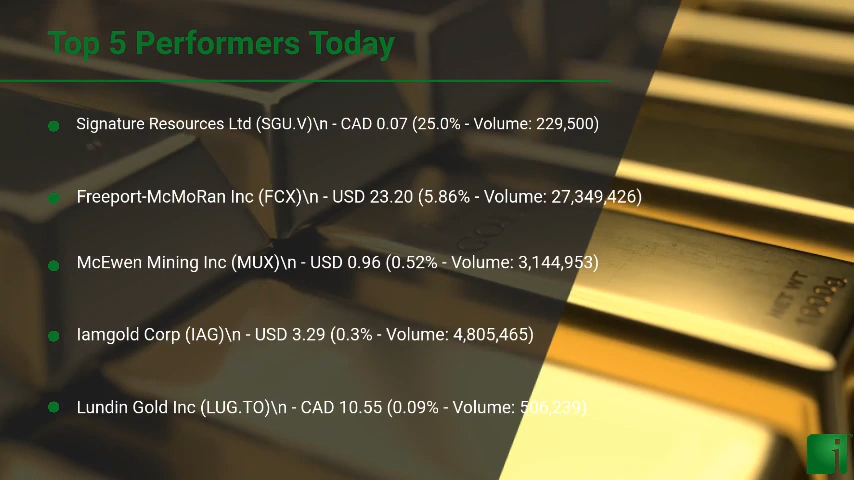 Top 5 Performers Today
Signature Resources Ltd (SGU.V)\n - CAD 0.07 (25.0% - Volume: 229,500)
Freeport-McMoRan Inc (FCX)\n - USD 23.20 (5.86% - Volume: 27,349,426)
McEwen Mining Inc (MUX)\n - USD 0.96 (0.52% - Volume: 3,144,953)
NET WT
1000g
Iamgold Corp (IAG)\n - USD 3.29 (0.3% - Volume: 4,805,465)
Lundin Gold Inc (LUG.TO)\n - CAD 10.55 (0.09% - Volume: 506,239)
i